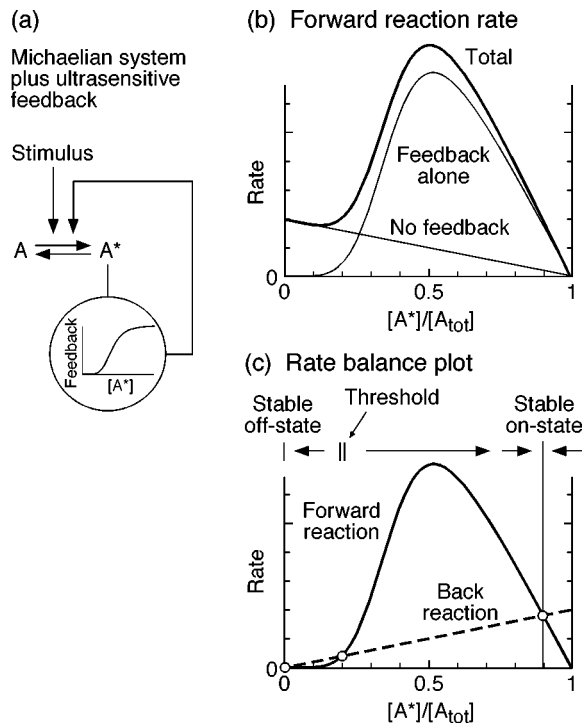 (a)
Michaelian system
plus ultrasensitive
feedback
Stimulus
A
A*
Feedback
[A*]
(b) Forward reaction rate
Total
Feedback
alone
No feedback
Rate
0
0
0.5
1
[A*]/[Atot]
(c) Rate balance plot
Stable
off-state
Threshold
Stable
on-state
Forward
reaction
Back
reaction
Rate
0
0
0.5
1
[A*]/[Atot]